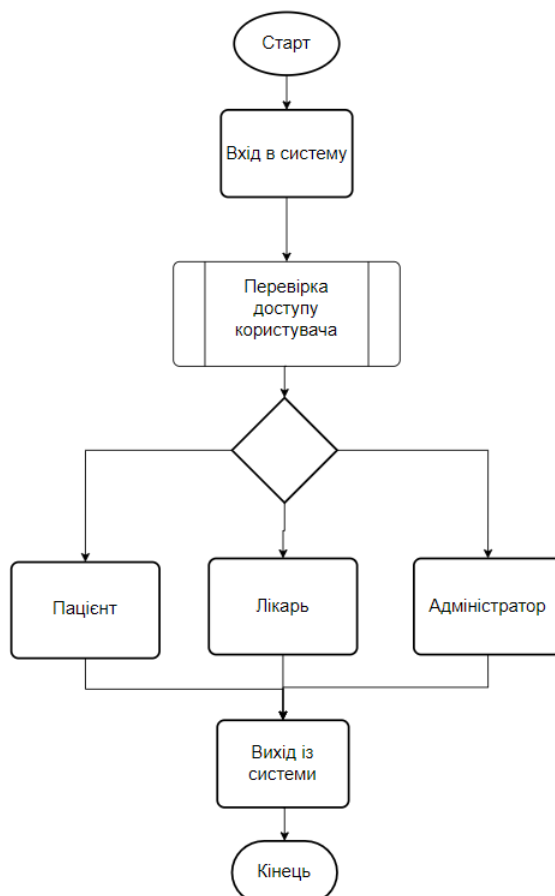 Старт
Вхід в систему
Перевірка
доступу
користувача
Пацієнт
Лікарь
Адміністратор
Вихід із
системи
Кінець